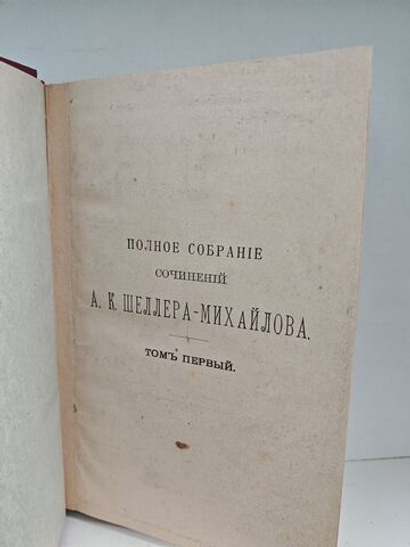 ПОЛНОЕ СОБРАНІЕ
СОЧИНЕНІЙ
А. К. ШЕЛЛЕРА-МИХАЙЛОВА.
ТОМЪ ПЕРВЫЙ.